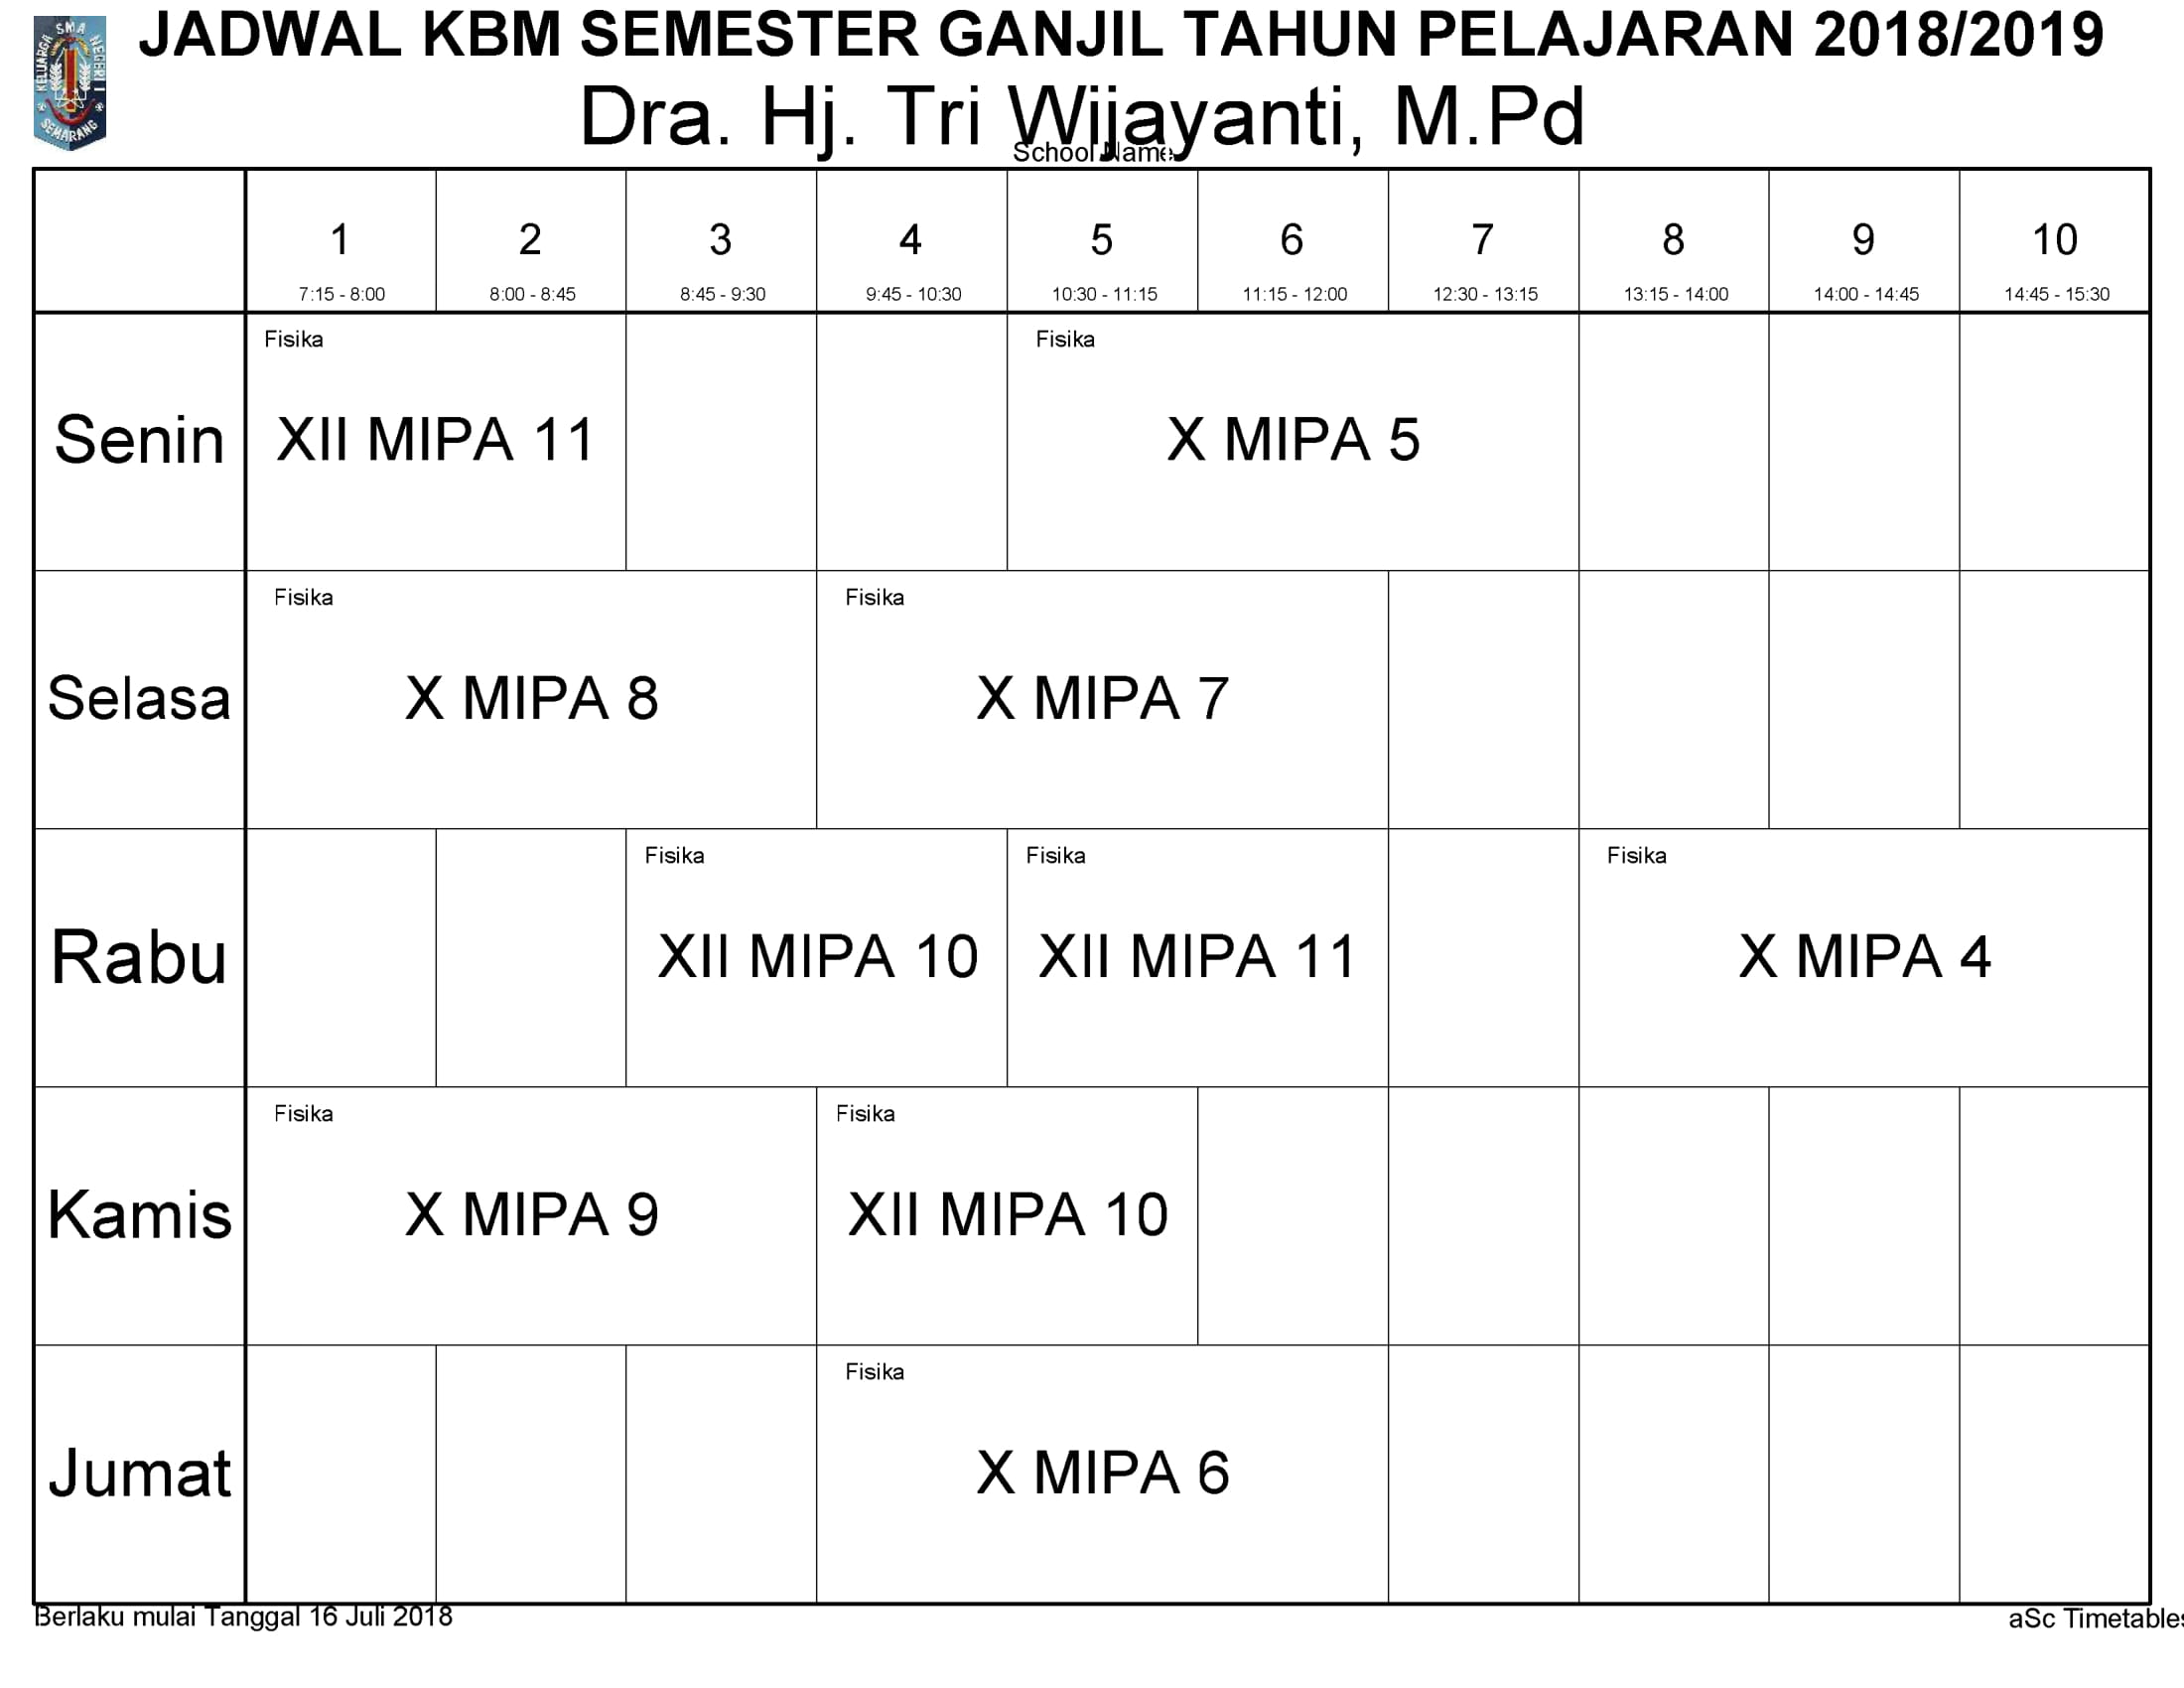 KELUARGA SMA NEGERI 1
SEMARANG
JADWAL KBM SEMESTER GANJIL TAHUN PELAJARAN 2018/2019
Dra. Hj. Tri Wijayanti, M.Pd
School Name
1 2 3 4 5 6 7 8 9 10
7:15 - 8:00 8:00 - 8:45 8:45 - 9:30 9:45 - 10:30 10:30 - 11:15 11:15 - 12:00 12:30 - 13:15 13:15 - 14:00 14:00 - 14:45 14:45 - 15:30
Fisika Fisika
Senin XII MIPA 11 X MIPA 5
Fisika Fisika
Selasa X MIPA 8 X MIPA 7
Fisika Fisika Fisika
Rabu XII MIPA 10 XII MIPA 11 X MIPA 4
Fisika Fisika
Kamis X MIPA 9 XII MIPA 10
Fisika
Jumat X MIPA 6
Berlaku mulai Tanggal 16 Juli 2018
aSc Timetables